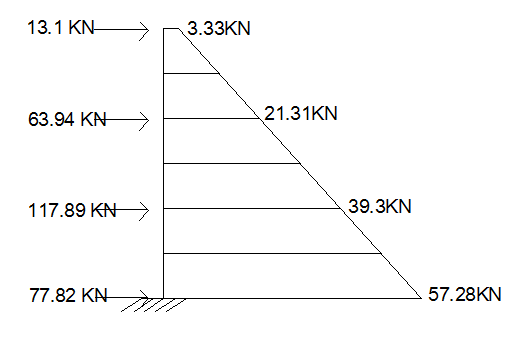 13.1 KN
3.33KN
63.94 KN
21.31KN
117.89 KN
39.3KN
77.82 KN
57.28KN